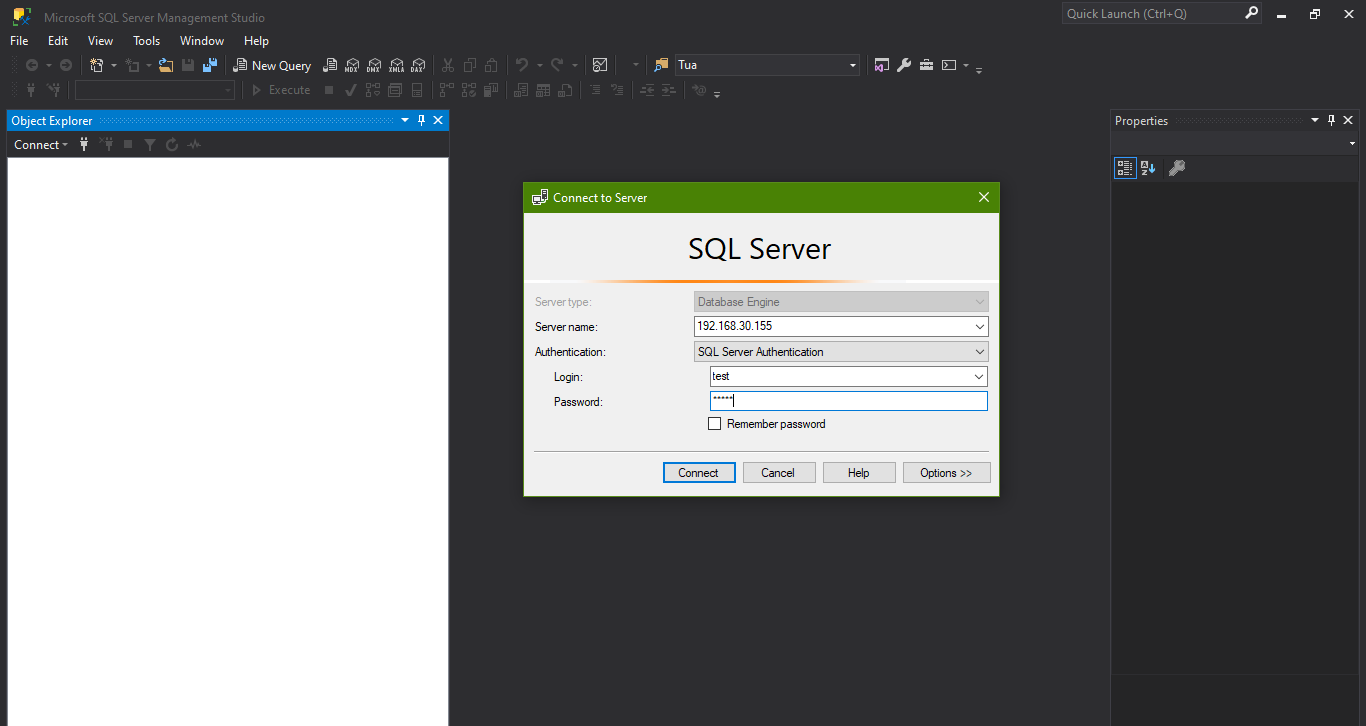 Microsoft SQL Server Management Studio
Quick Launch (Ctrl+Q)
File Edit View Tools Window Help
New Query MDX DMX XMLA DAX Tua
Execute
Object Explorer
Properties
Connect
Connect to Server
SQL Server
Server type: Database Engine
Server name: 192.168.30.155
Authentication: SQL Server Authentication
Login: test
Password: *****
Remember password
Connect Cancel Help Options >>